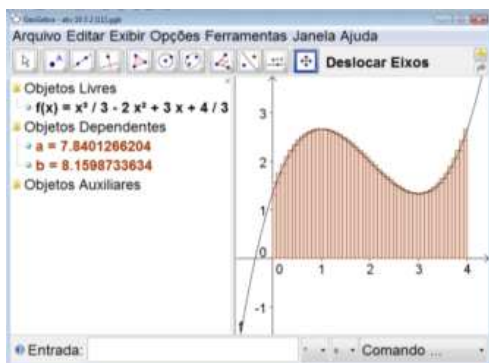 Arquivo Editar Exibir Opções Ferramentas Janela Ajuda
Deslocar Eixos
Objetos Livres
f(x) = x³ / 3 - 2 x² + 3 x + 4 / 3
Objetos Dependentes
a = 7.8401266204
b = 8.1598733634
Objetos Auxiliares
3
2
1
0
-1
0 1 2 3 4
f
Entrada:
Comando ...